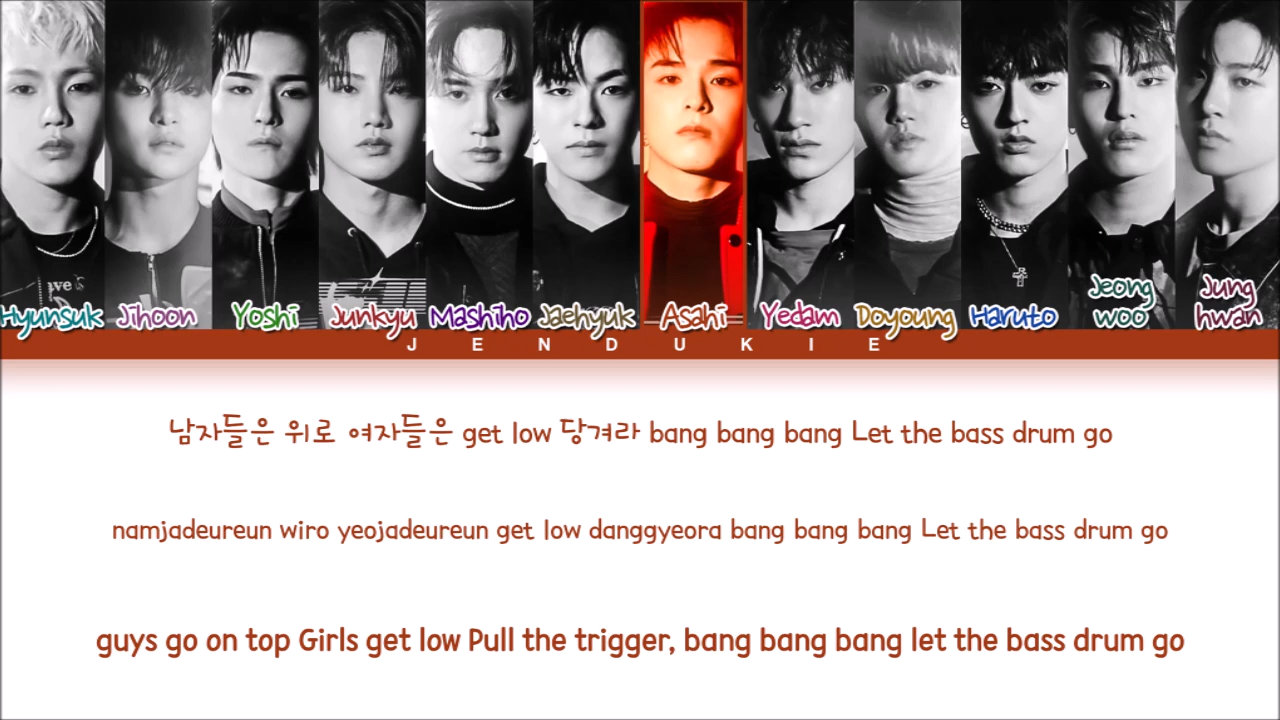 Hyunsuk Jihoon Yoshi Junkyu Mashiho Jaehyuk Asahi Yedam Doyoung Haruto Jeong woo Jung hwan
JENDUKIE
남자들은 위로 여자들은 get low 당겨라 bang bang bang Let the bass drum go
namjadeureun wiro yeojadeureun get low danggyeora bang bang bang Let the bass drum go
guys go on top Girls get low Pull the trigger, bang bang bang let the bass drum go